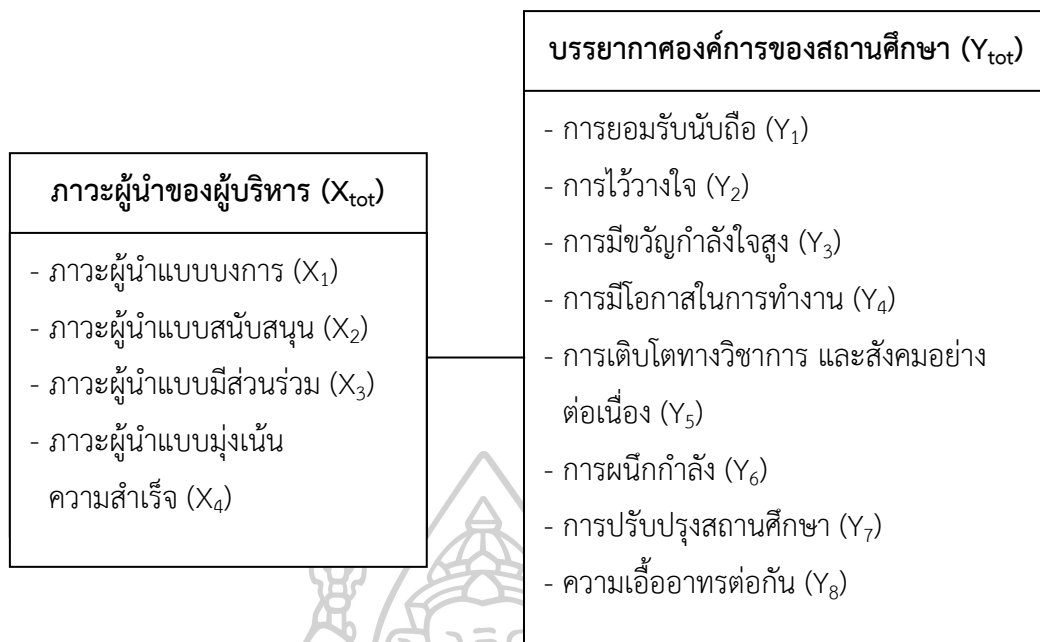 บรรยากาศองค์การของสถานศึกษา (Ytot)
- การยอมรับนับถือ (Y1)
- การไว้วางใจ (Y2)
- การมีขวัญกำลังใจสูง (Y3)
- การมีโอกาสในการทำงาน (Y4)
- การเติบโตทางวิชาการ และสังคมอย่าง
ต่อเนื่อง (Y5)
- การผนึกกำลัง (Y6)
- การปรับปรุงสถานศึกษา (Y7)
- ความเอื้ออาทรต่อกัน (Y8)
ภาวะผู้นำของผู้บริหาร (Xtot)
- ภาวะผู้นำแบบบงการ (X1)
- ภาวะผู้นำแบบสนับสนุน (X2)
- ภาวะผู้นำแบบมีส่วนร่วม (X3)
- ภาวะผู้นำแบบมุ่งเน้น
ความสำเร็จ (X4)